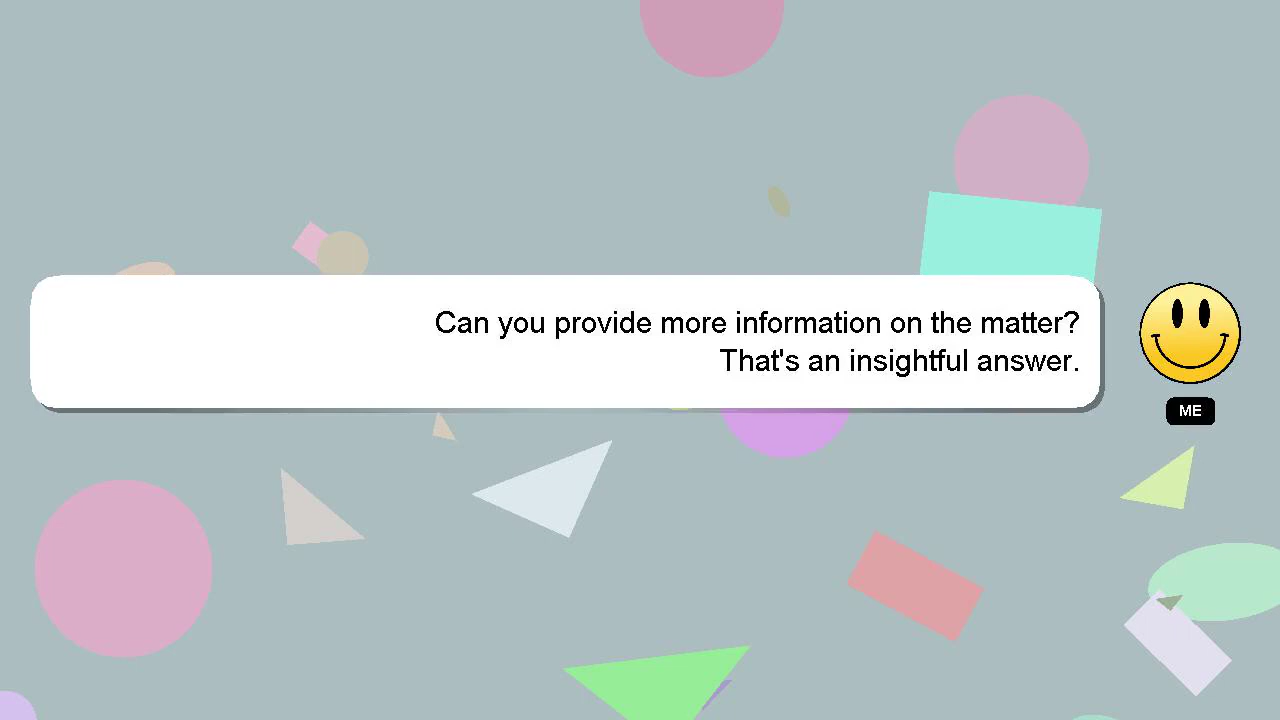 Can you provide more information on the matter?
That's an insightful answer.
ME